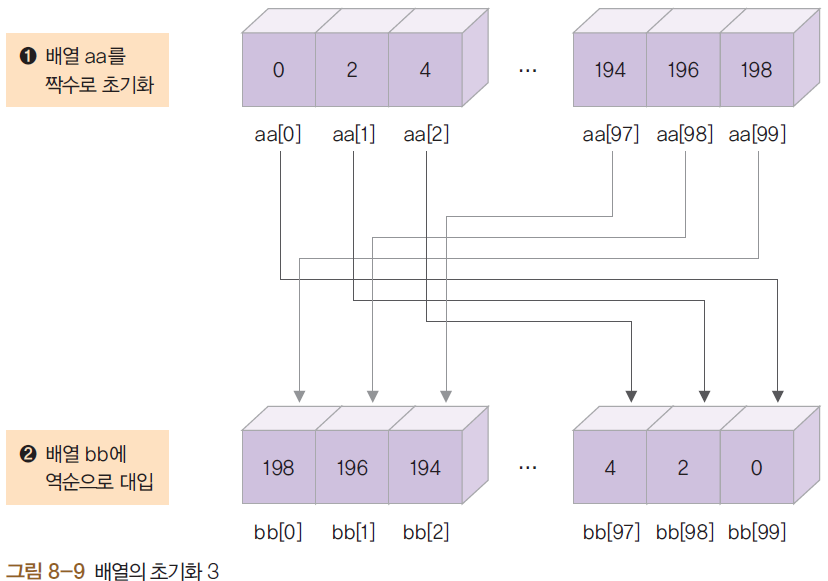 ❶ 배열 aa를
짝수로 초기화
0 2 4 ... 194 196 198
aa[0] aa[1] aa[2] aa[97] aa[98] aa[99]
❷ 배열 bb에
역순으로 대입
198 196 194 ... 4 2 0
bb[0] bb[1] bb[2] bb[97] bb[98] bb[99]
그림 8-9 배열의 초기화 3